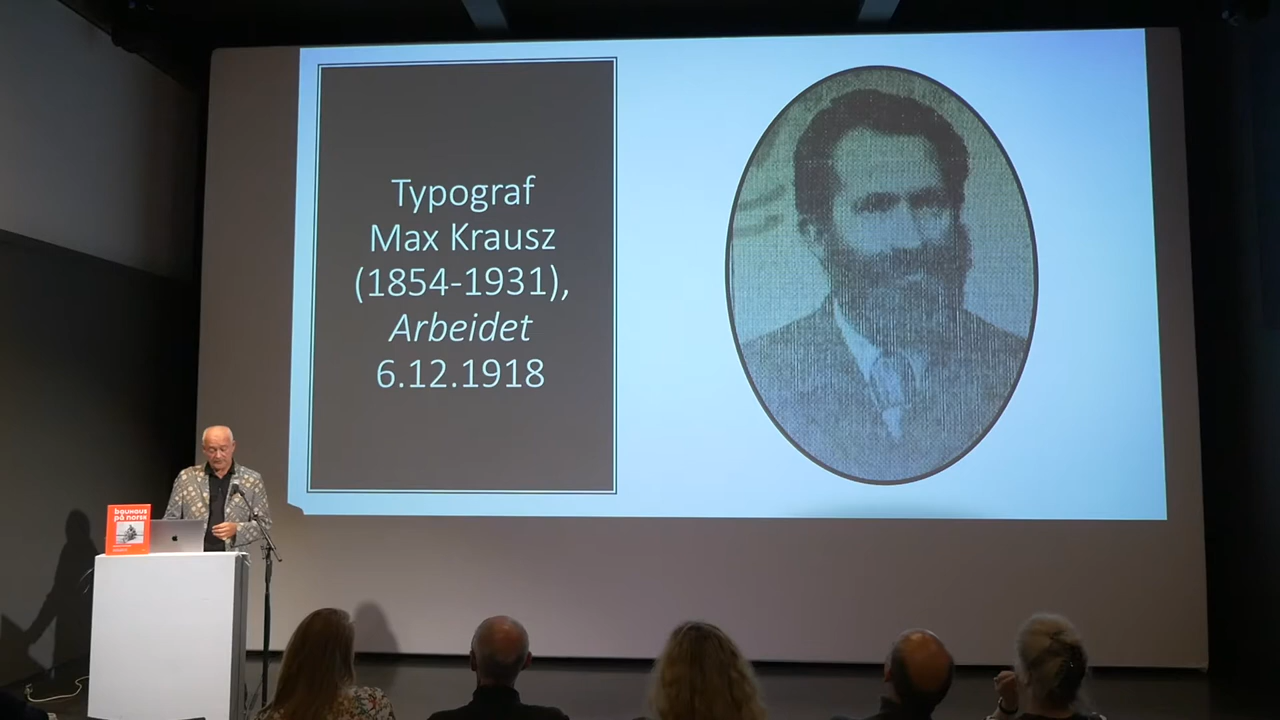 Typograf
Max Krausz
(1854-1931),
Arbeidet
6.12.1918
bauhaus
på norsk